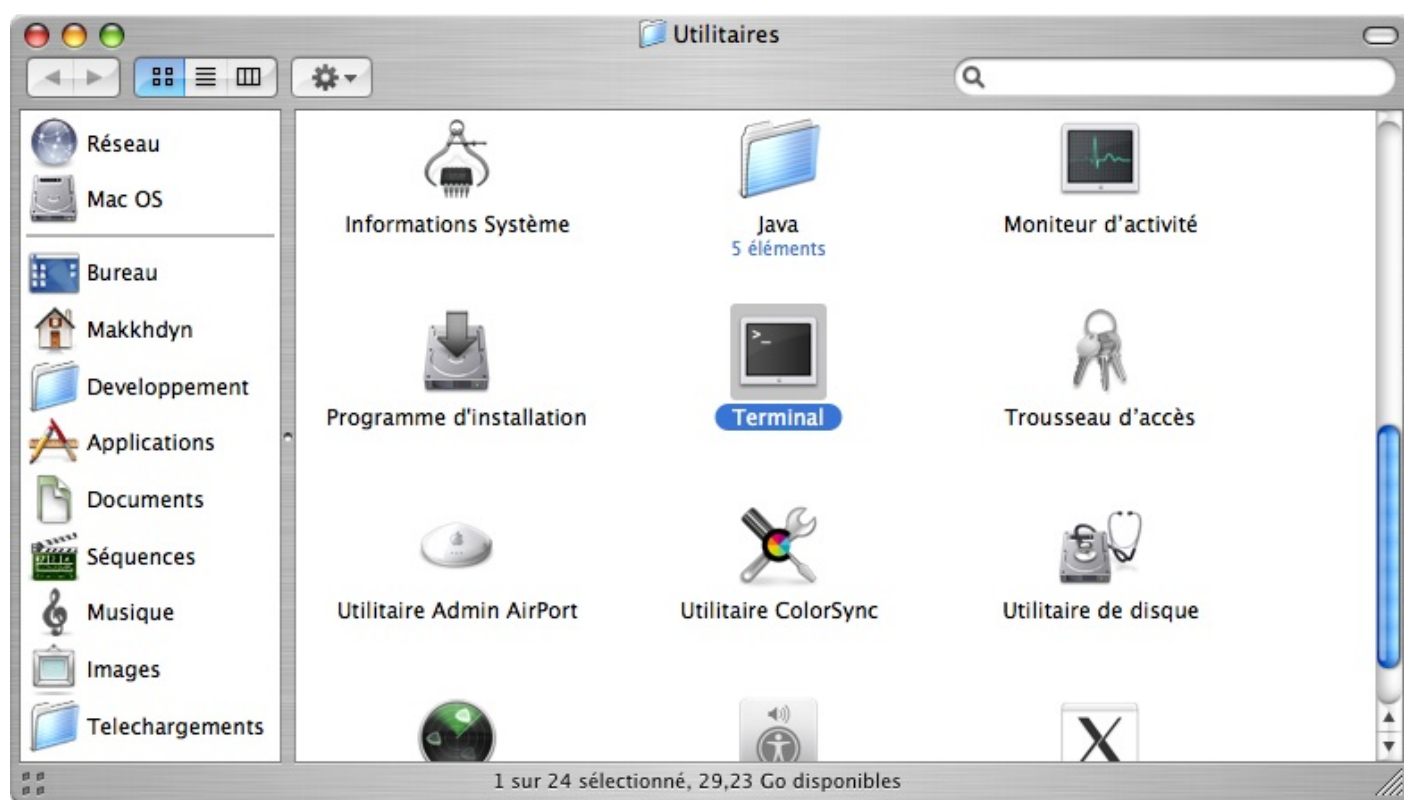 Utilitaires
Réseau
Mac OS
Bureau
Makkhdyn
Developpement
Applications
Documents
Séquences
Musique
Images
Telechargements
Informations Système
Java
5 éléments
Moniteur d'activité
Programme d'installation
>_
Terminal
Trousseau d'accès
Utilitaire Admin AirPort
Utilitaire ColorSync
Utilitaire de disque
X
1 sur 24 sélectionné, 29,23 Go disponibles